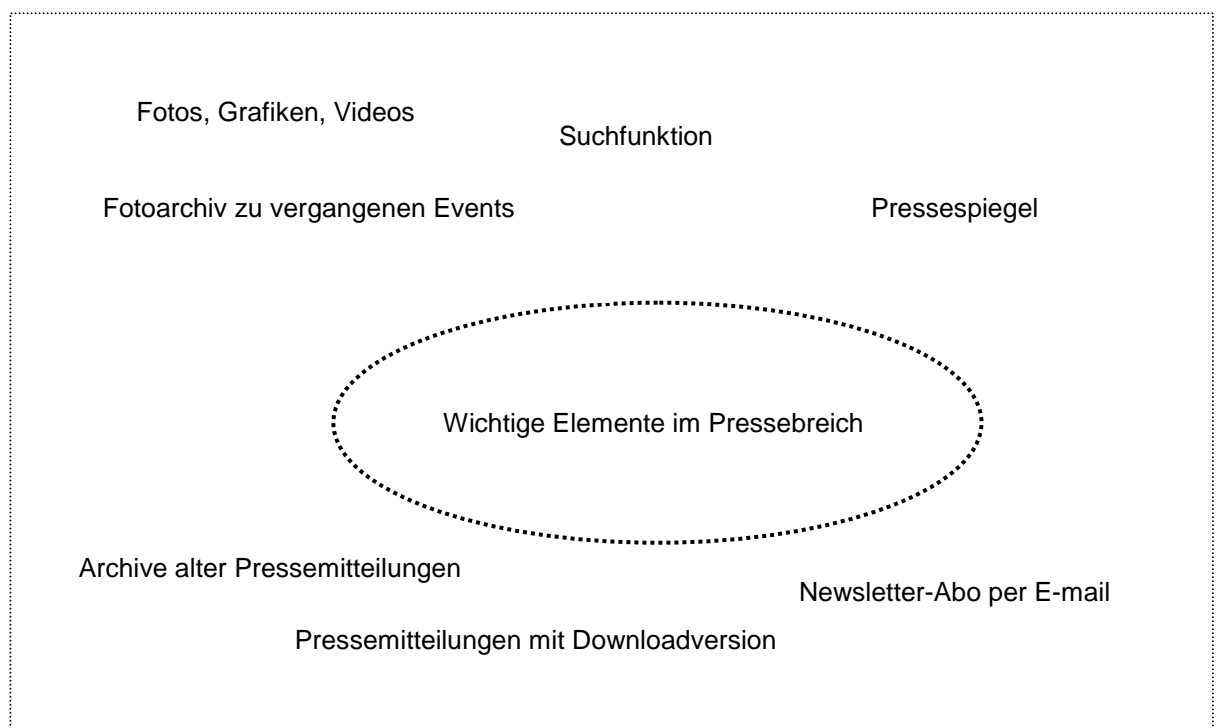 Fotos, Grafiken, Videos
Suchfunktion
Fotoarchiv zu vergangenen Events
Pressespiegel
Wichtige Elemente im Pressebreich
Archive alter Pressemitteilungen
Newsletter-Abo per E-mail
Pressemitteilungen mit Downloadversion